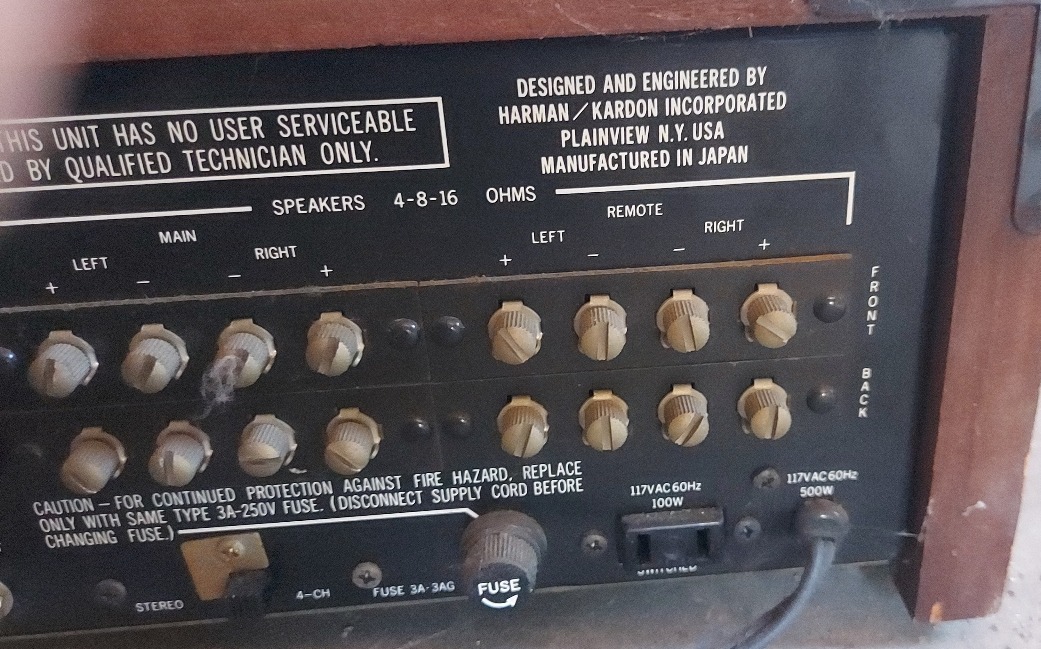 THIS UNIT HAS NO USER SERVICEABLE
BY QUALIFIED TECHNICIAN ONLY.
DESIGNED AND ENGINEERED BY
HARMAN/KARDON INCORPORATED
PLAINVIEW N.Y. USA
MANUFACTURED IN JAPAN
SPEAKERS 4-8-16 OHMS
MAIN
REMOTE
LEFT
RIGHT
LEFT
RIGHT
+ − − +
+ − − +
FRONT
BACK
CAUTION — FOR CONTINUED PROTECTION AGAINST FIRE HAZARD, REPLACE
ONLY WITH SAME TYPE 3A-250V FUSE. (DISCONNECT SUPPLY CORD BEFORE
CHANGING FUSE.)
117VAC 60Hz
100W
117VAC 60Hz
500W
STEREO
4-CH
FUSE 3A-3AG
FUSE